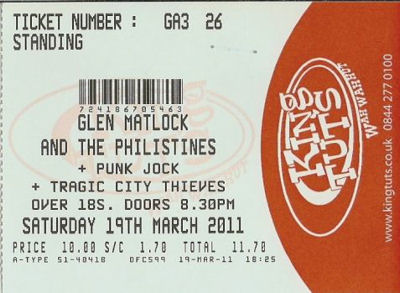 TICKET NUMBER : GA3 26
STANDING
724186705463
GLEN MATLOCK
AND THE PHILISTINES
+ PUNK JOCK
+ TRAGIC CITY THIEVES
OVER 18S. DOORS 8.30PM
SATURDAY 19TH MARCH 2011
PRICE 10.00 S/C 1.70 TOTAL 11.70
A-TYPE 51-40418 DFC599 19-MAR-11 18:25
KING TUTS
WAH WAH HUT
www.kingtuts.co.uk 0844 277 0100